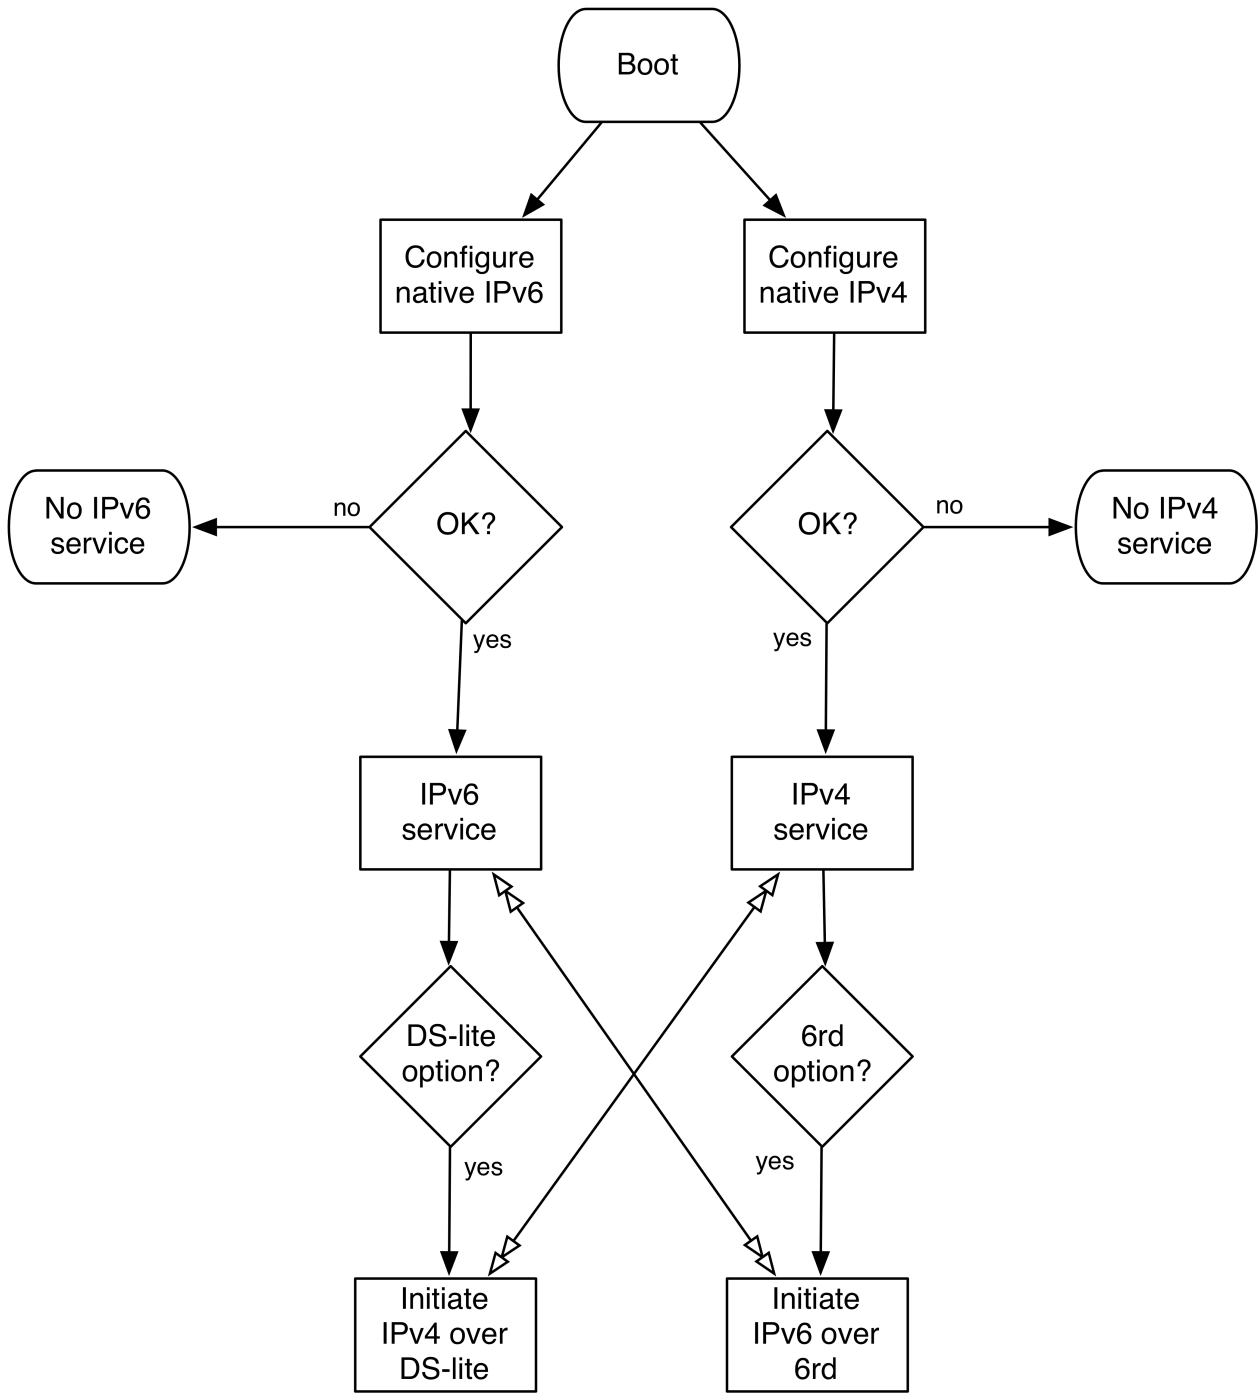 Boot
Configure
native IPv6
Configure
native IPv4
No IPv6
service
no
OK?
OK?
no
No IPv4
service
yes
yes
IPv6
service
IPv4
service
DS-lite
option?
6rd
option?
yes
yes
Initiate
IPv4 over
DS-lite
Initiate
IPv6 over
6rd